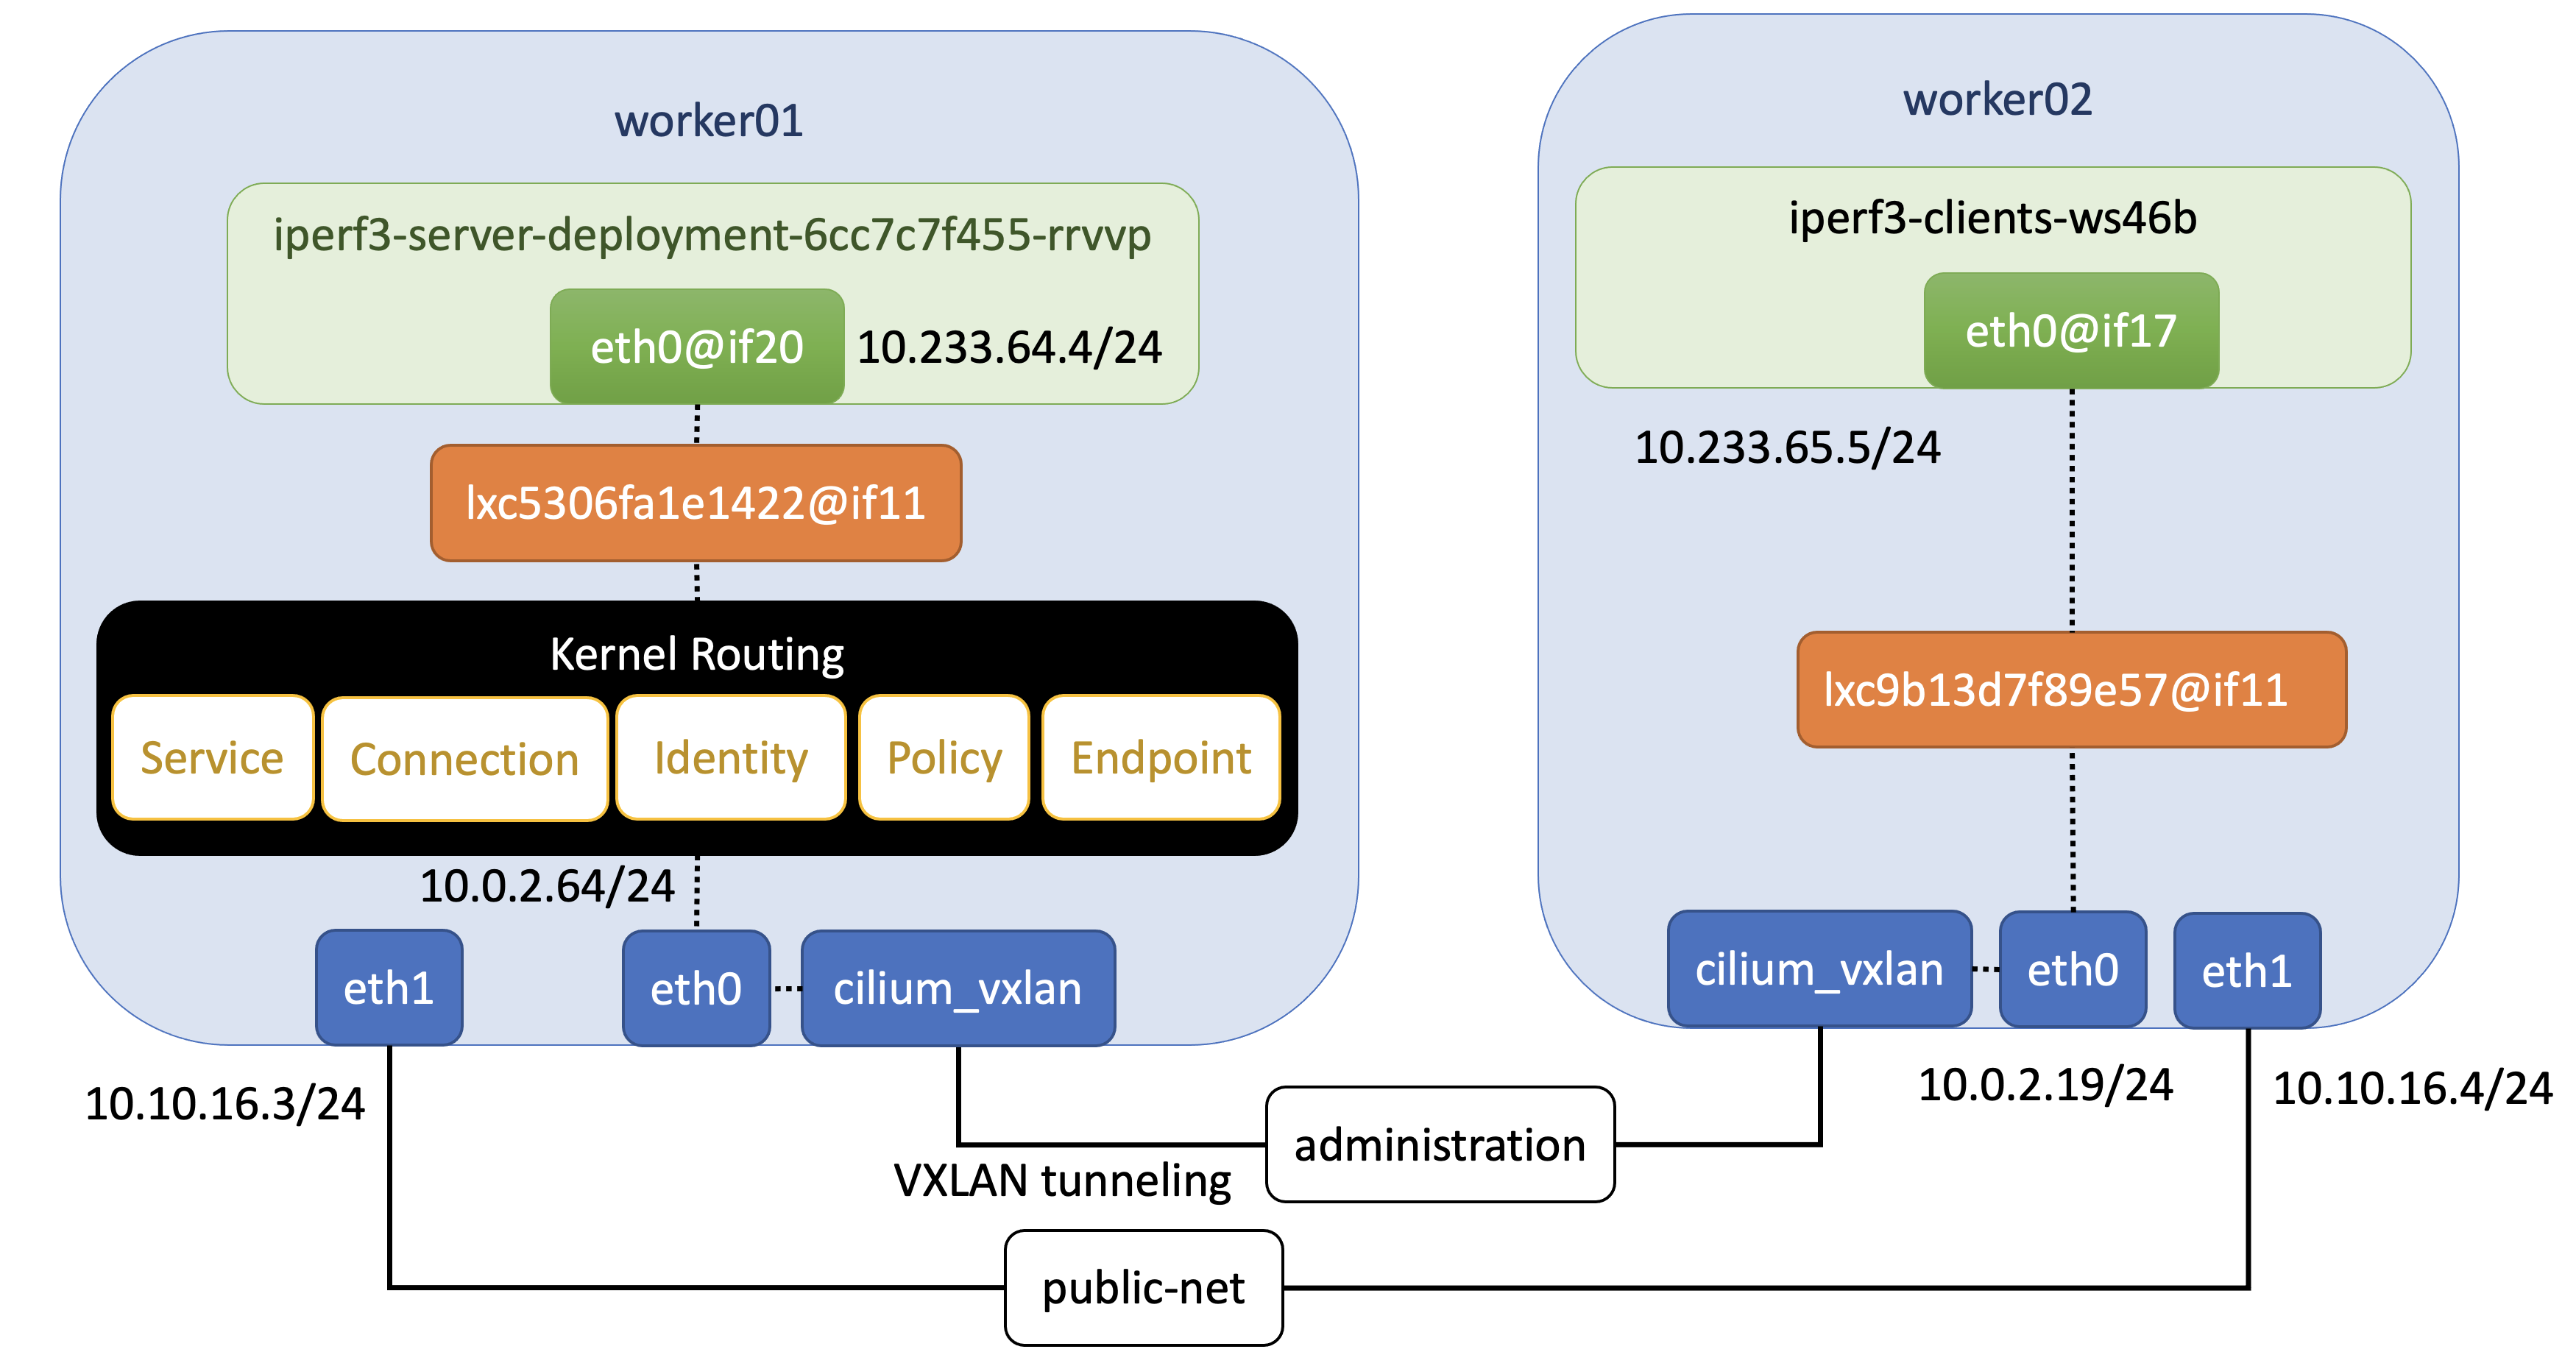 worker01
iperf3-server-deployment-6cc7c7f455-rrvvp
eth0@if20
10.233.64.4/24
lxc5306fa1e1422@if11
Kernel Routing
Service
Connection
Identity
Policy
Endpoint
10.0.2.64/24
eth1
eth0
cilium_vxlan
10.10.16.3/24
worker02
iperf3-clients-ws46b
eth0@if17
10.233.65.5/24
lxc9b13d7f89e57@if11
cilium_vxlan
eth0
eth1
10.0.2.19/24
10.10.16.4/24
administration
VXLAN tunneling
public-net